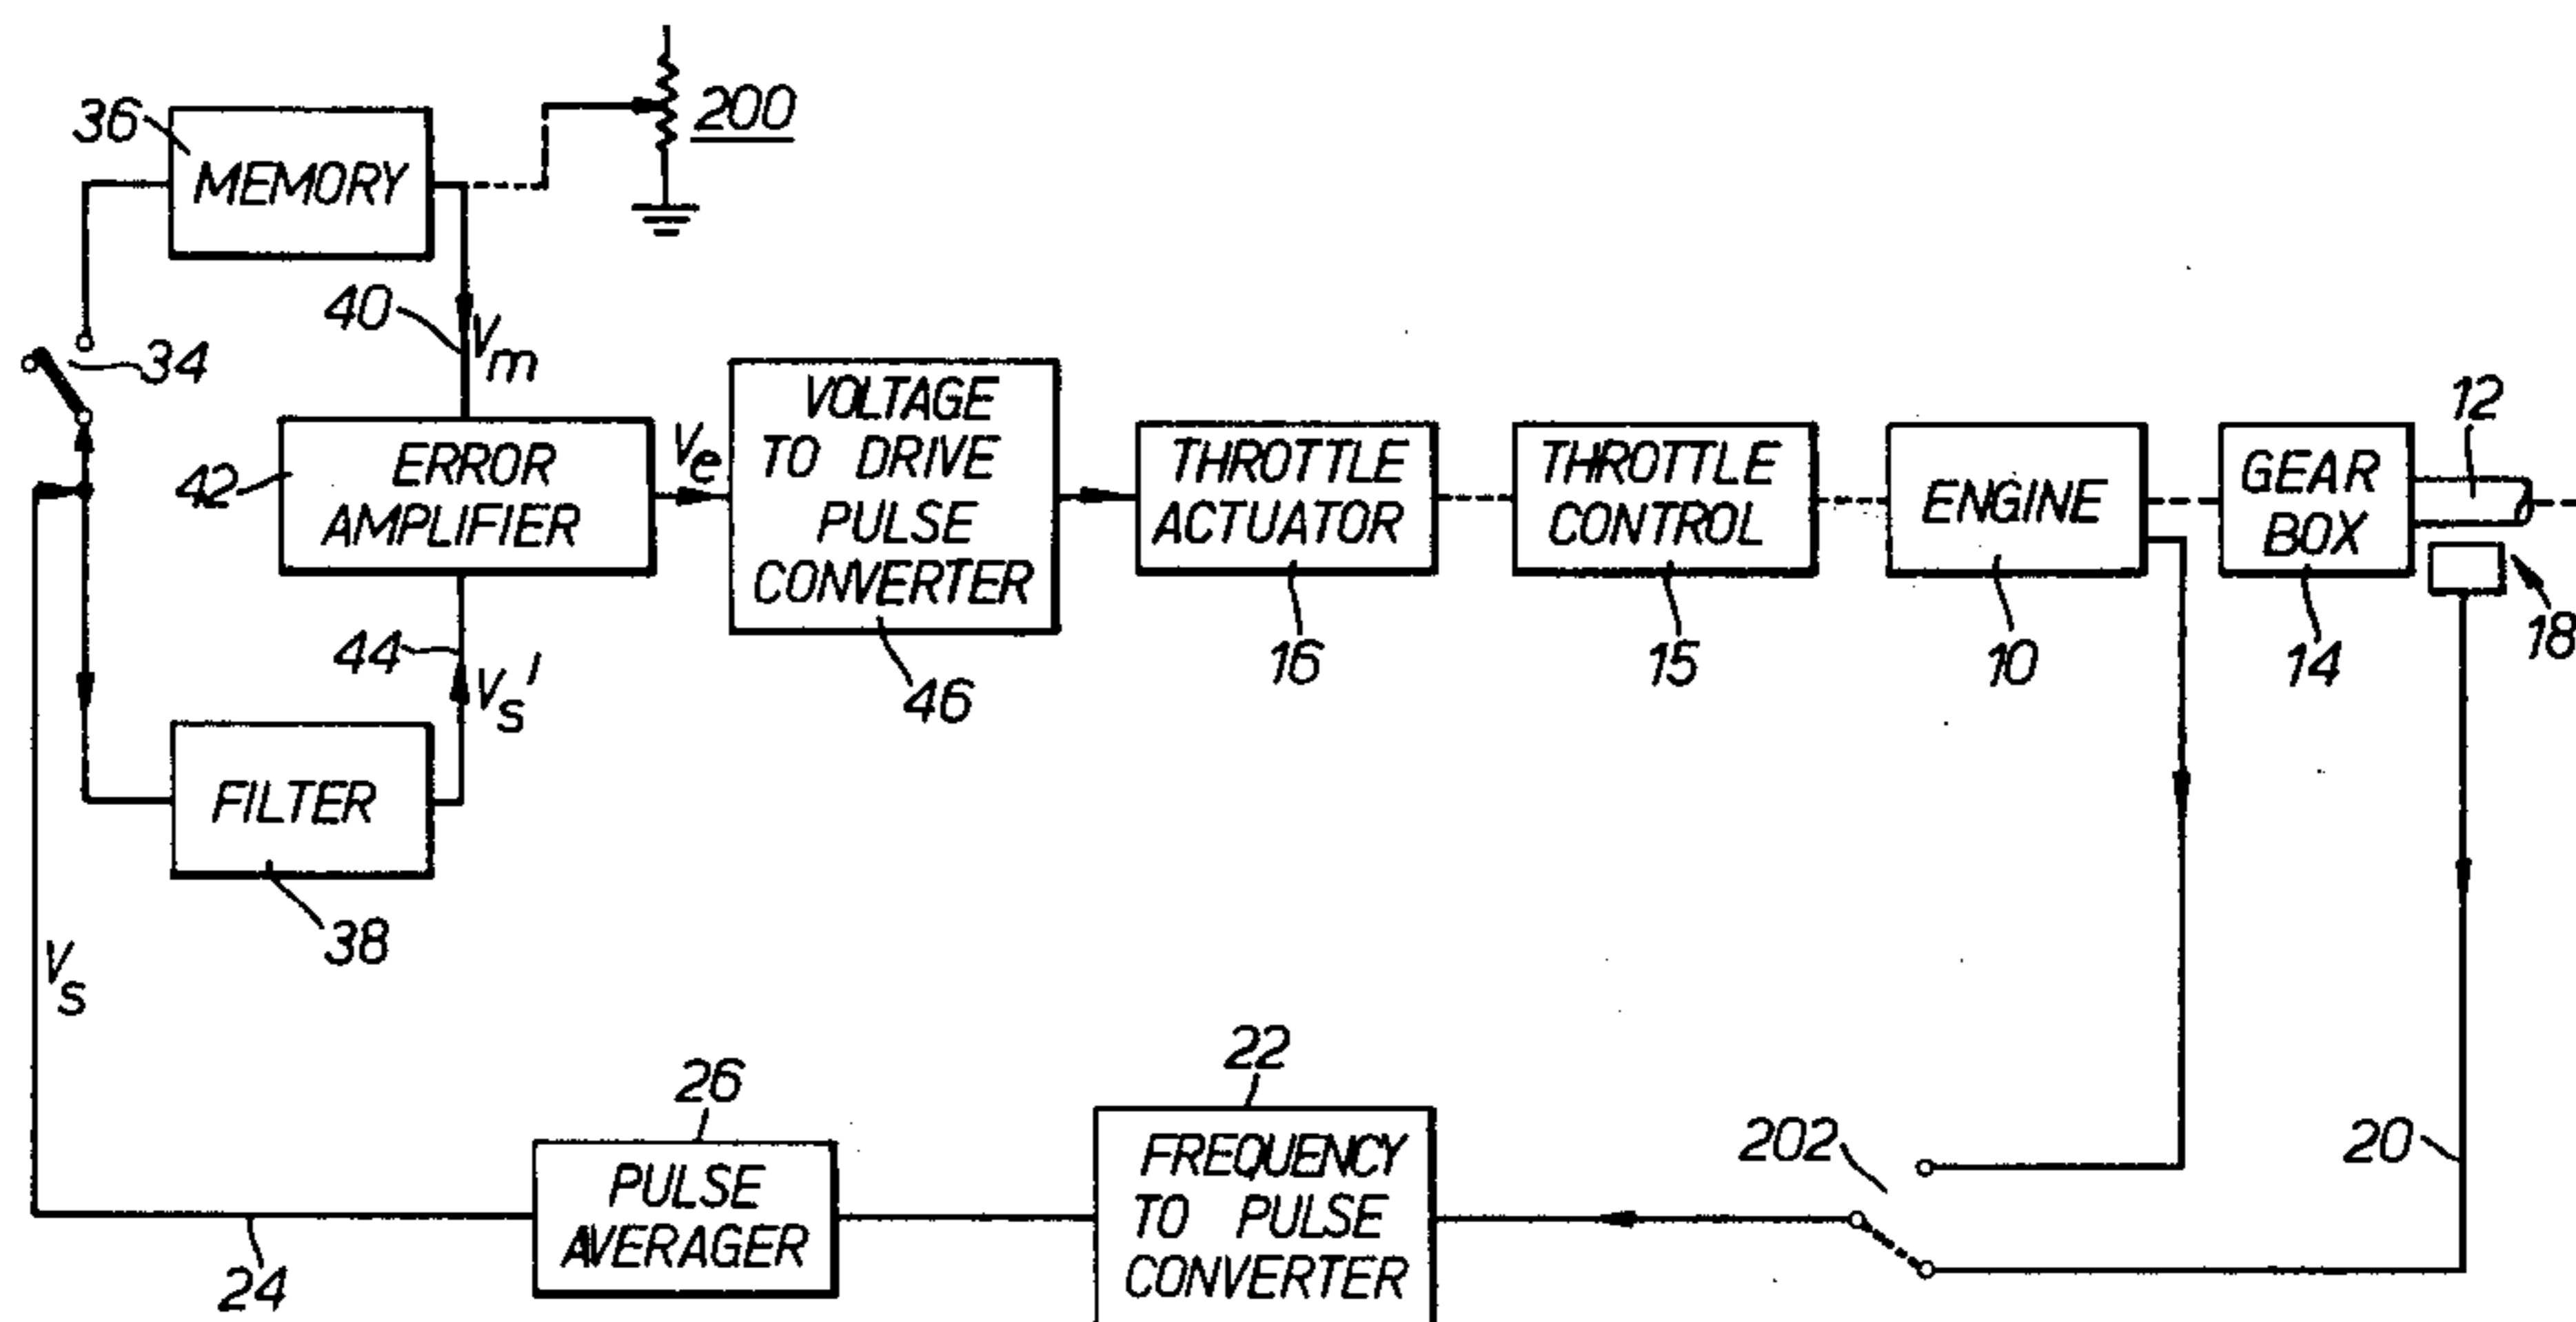 200
36
MEMORY
40
Vm
34
12
VOLTAGE
TO DRIVE
PULSE
CONVERTER
ERROR
AMPLIFIER
42
Ve
THROTTLE
ACTUATOR
THROTTLE
CONTROL
ENGINE
GEAR
BOX
44
Vs'
46
16
15
10
14
18
FILTER
38
Vs
22
26
PULSE
AVERAGER
24
FREQUENCY
TO PULSE
CONVERTER
202
20